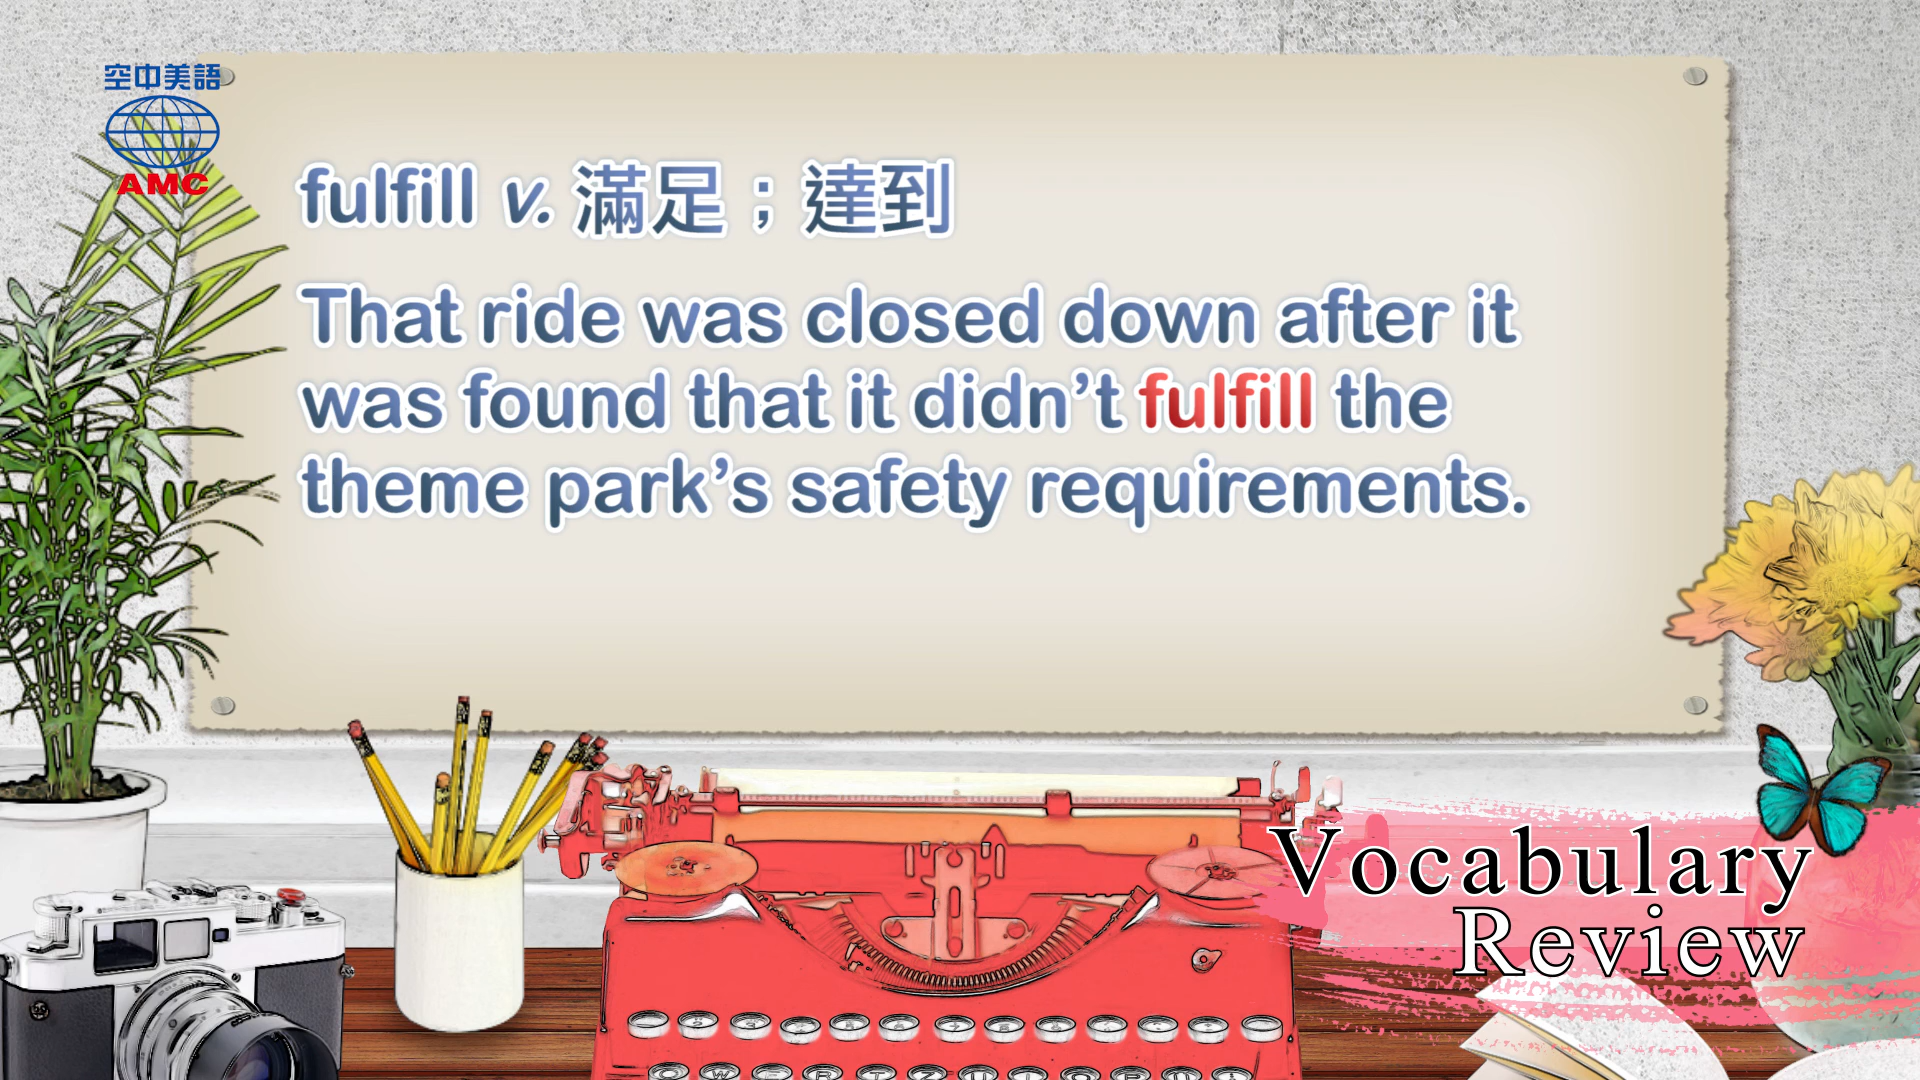 空中美語
AMC
fulfill v. 滿足；達到
That ride was closed down after it
was found that it didn’t fulfill the
theme park’s safety requirements.
Vocabulary
Review